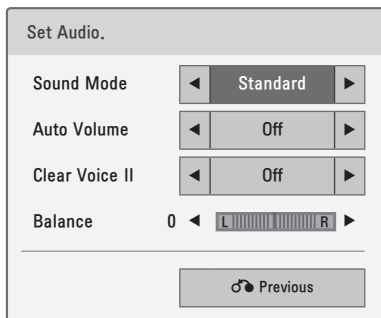 Set Audio.
Sound Mode Standard
Auto Volume Off
Clear Voice II Off
Balance 0 L R
Previous